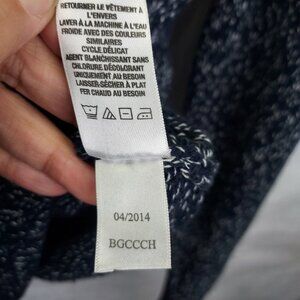 RETOURNER LE VÊTEMENT À
L'ENVERS
LAVER À LA MACHINE À L'EAU
FROIDE AVEC DES COULEURS
SIMILAIRES
CYCLE DÉLICAT
AGENT BLANCHISSANT SANS
CHLORURE DÉCOLORANT
UNIQUEMENT AU BESOIN
LAISSER SÉCHER À PLAT
FER CHAUD AU BESOIN
04/2014
BGCCCH